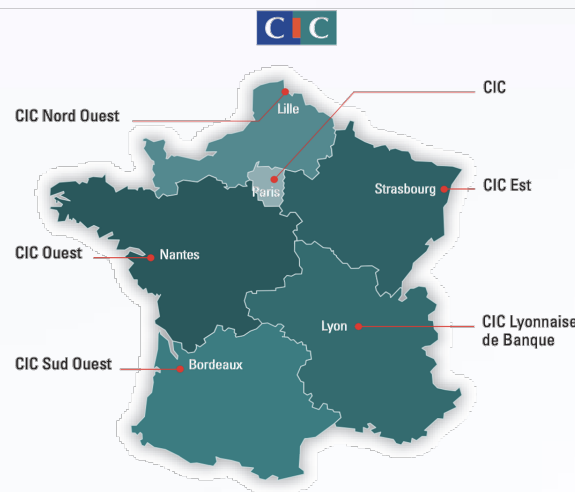 CIC
CIC
CIC Nord Ouest
Lille
Paris
Strasbourg
CIC Est
CIC Ouest
Nantes
Lyon
CIC Lyonnaise
de Banque
CIC Sud Ouest
Bordeaux